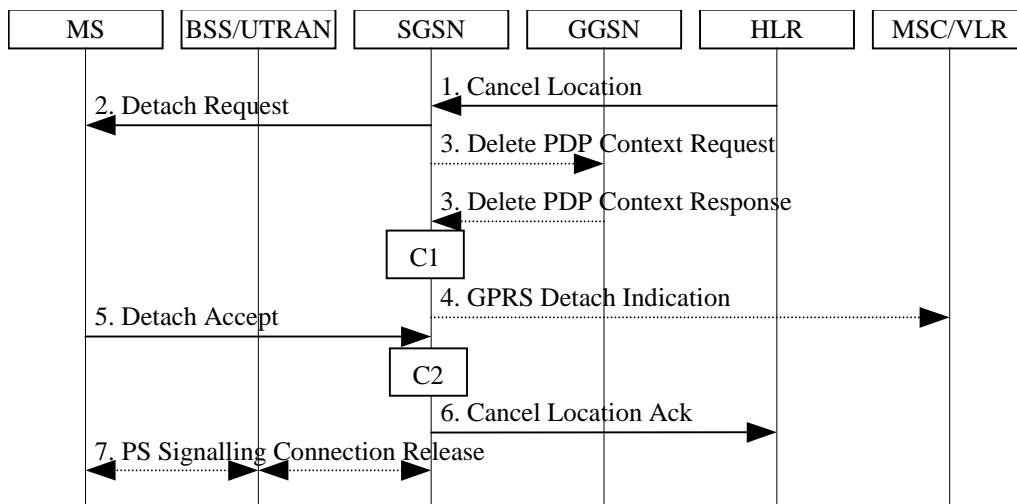 MS BSS/UTRAN SGSN GGSN HLR MSC/VLR
1. Cancel Location
2. Detach Request
3. Delete PDP Context Request
3. Delete PDP Context Response
C1
4. GPRS Detach Indication
5. Detach Accept
C2
6. Cancel Location Ack
7. PS Signalling Connection Release